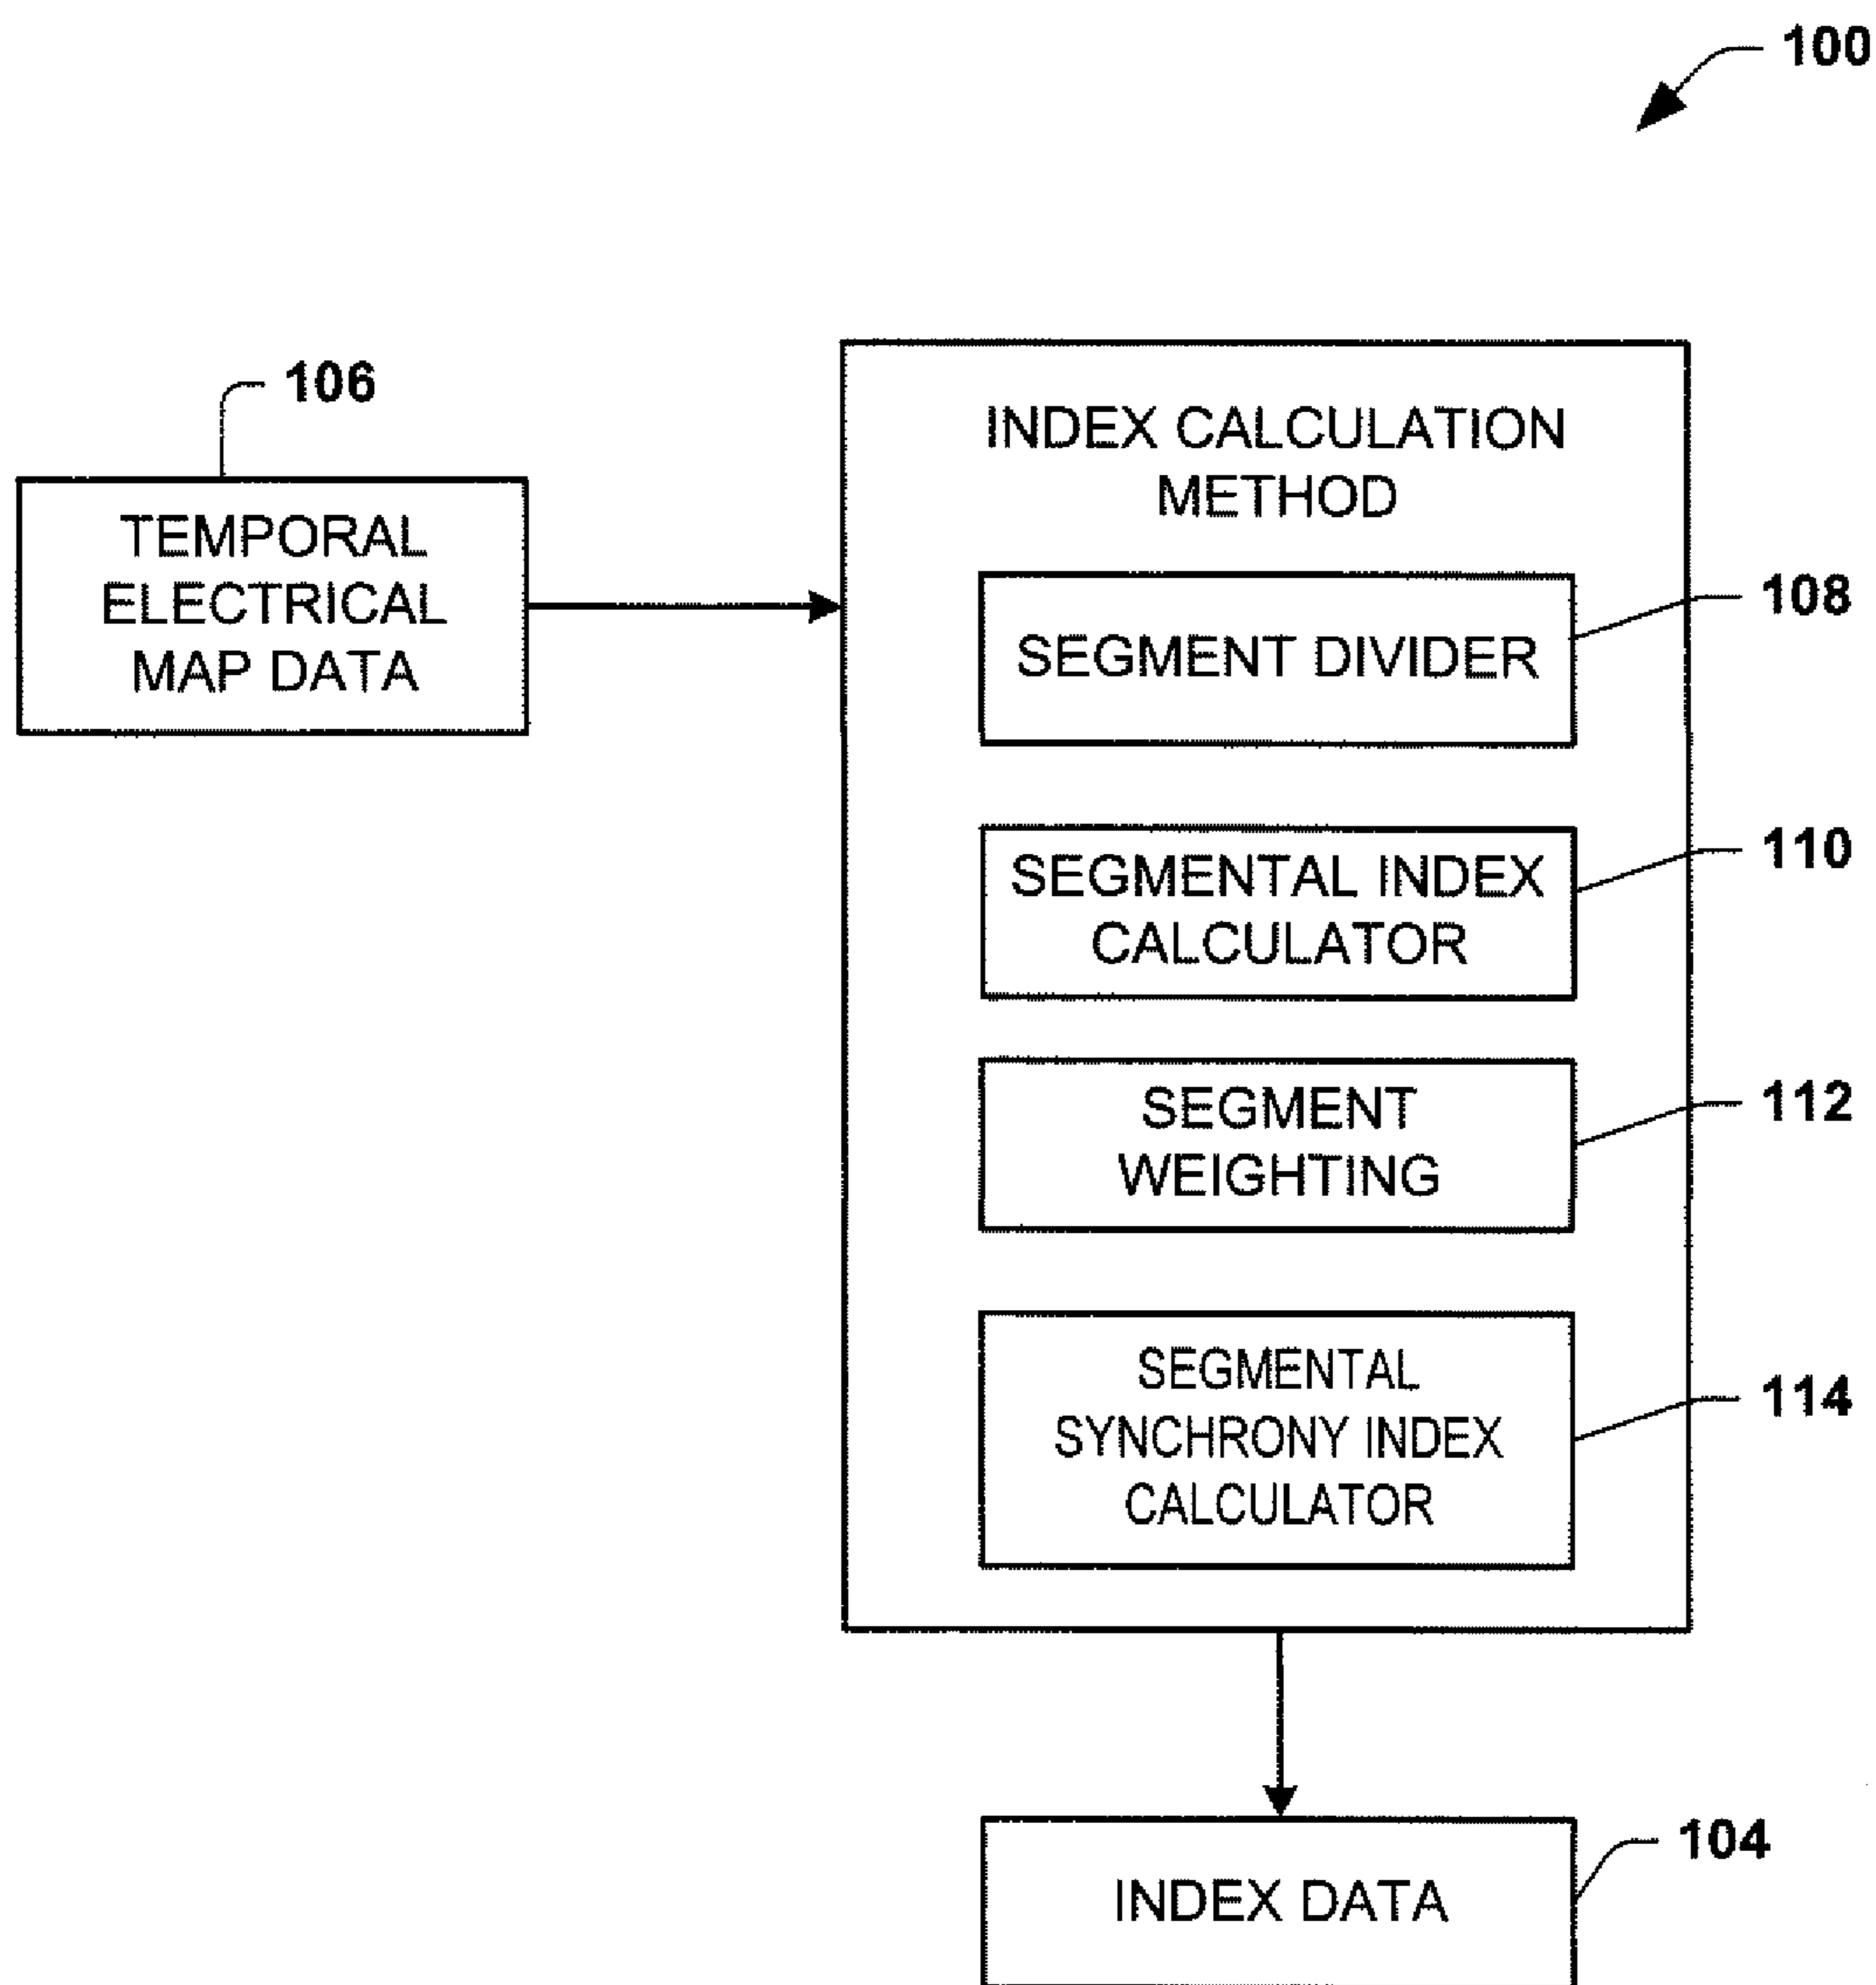 100
106
TEMPORAL
ELECTRICAL
MAP DATA
INDEX CALCULATION
METHOD
SEGMENT DIVIDER
108
SEGMENTAL INDEX
CALCULATOR
110
SEGMENT
WEIGHTING
112
SEGMENTAL
SYNCHRONY INDEX
CALCULATOR
114
INDEX DATA
104